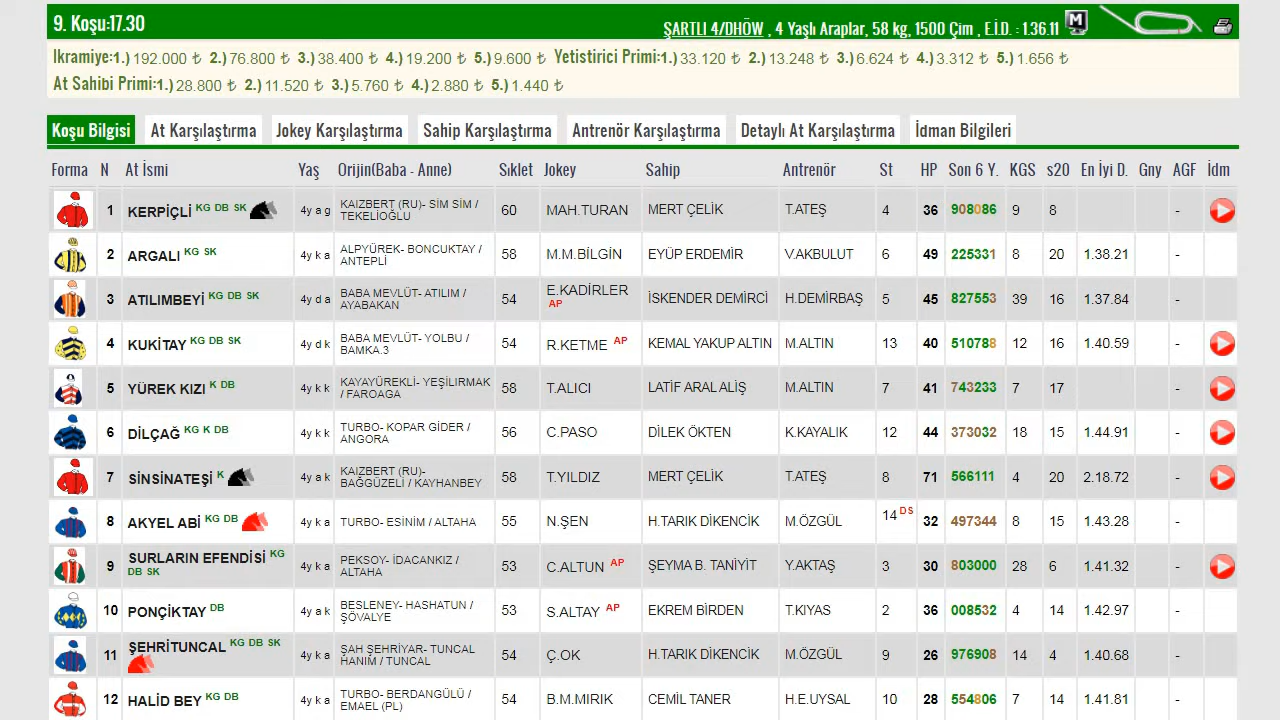 9. Koşu:17.30
ŞARTLI 4/DHÖW , 4 Yaşlı Araplar, 58 kg, 1500 Çim , E.İ.D. : 1.36.11 M
Ikramiye:1.) 192.000 ₺ 2.) 76.800 ₺ 3.) 38.400 ₺ 4.) 19.200 ₺ 5.) 9.600 ₺ Yetistirici Primi:1.) 33.120 ₺ 2.) 13.248 ₺ 3.) 6.624 ₺ 4.) 3.312 ₺ 5.) 1.656 ₺
At Sahibi Primi:1.) 28.800 ₺ 2.) 11.520 ₺ 3.) 5.760 ₺ 4.) 2.880 ₺ 5.) 1.440 ₺
Koşu Bilgisi At Karşılaştırma Jokey Karşılaştırma Sahip Karşılaştırma Antrenör Karşılaştırma Detaylı At Karşılaştırma İdman Bilgileri
Forma N At İsmi Yaş Orijin(Baba - Anne) Sıklet Jokey Sahip Antrenör St HP Son 6 Y. KGS s20 En İyi D. Gny AGF İdm
1 KERPİÇLİ KG DB SK 4y a g KAIZBERT (RU)- SİM SİM / TEKELİOĞLU 60 MAH.TURAN MERT ÇELİK T.ATEŞ 4 36 908086 9 8 -
2 ARGALI KG SK 4y k a ALPYÜREK- BONCUKTAY / ANTEPLİ 58 M.M.BİLGİN EYÜP ERDEMİR V.AKBULUT 6 49 225331 8 20 1.38.21 -
3 ATILIMBEYİ KG DB SK 4y d a BABA MEVLÜT- ATILIM / AYABAKAN 54 E.KADİRLER AP İSKENDER DEMİRCİ H.DEMİRBAŞ 5 45 827553 39 16 1.37.84 -
4 KUKİTAY KG DB SK 4y d k BABA MEVLÜT- YOLBU / BAMKA.3 54 R.KETME AP KEMAL YAKUP ALTIN M.ALTIN 13 40 510788 12 16 1.40.59 -
5 YÜREK KIZI K DB 4y k k KAYAYÜREKLİ- YEŞİLIRMAK / FAROAGA 58 T.ALICI LATİF ARAL ALİŞ M.ALTIN 7 41 743233 7 17 -
6 DİLÇAĞ KG K DB 4y k k TURBO- KOPAR GİDER / ANGORA 56 C.PASO DİLEK ÖKTEN K.KAYALIK 12 44 373032 18 15 1.44.91 -
7 SİNSİNATEŞİ K 4y a k KAIZBERT (RU)- BAĞGÜZELİ / KAYHANBEY 58 T.YILDIZ MERT ÇELİK T.ATEŞ 8 71 566111 4 20 2.18.72 -
8 AKYEL ABİ KG DB 4y k a TURBO- ESİNİM / ALTAHA 55 N.ŞEN H.TARIK DİKENCİK M.ÖZGÜL 14 DS 32 497344 8 15 1.43.28 -
9 SURLARIN EFENDİSİ KG DB SK 4y k a PEKSOY- İDACANKIZ / ALTAHA 53 C.ALTUN AP ŞEYMA B. TANİYİT Y.AKTAŞ 3 30 803000 28 6 1.41.32 -
10 PONÇİKTAY DB 4y a k BESLENEY- HASHATUN / ŞÖVALYE 53 S.ALTAY AP EKREM BİRDEN T.KIYAS 2 36 008532 4 14 1.42.97 -
11 ŞEHRİTUNCAL KG DB SK 4y k a ŞAH ŞEHRİYAR- TUNCAL HANIM / TUNCAL 54 Ç.OK H.TARIK DİKENCİK M.ÖZGÜL 9 26 976908 14 4 1.40.68 -
12 HALİD BEY KG DB 4y k a TURBO- BERDANGÜLÜ / EMAEL (PL) 54 B.M.MIRIK CEMİL TANER H.E.UYSAL 10 28 554806 7 14 1.41.81 -